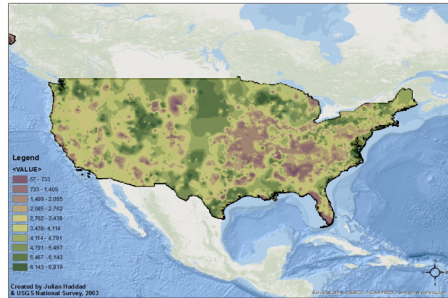 Legend
<VALUE>
57 - 733
733 - 1,409
1,409 - 2,085
2,085 - 2,762
2,762 - 3,438
3,438 - 4,114
4,114 - 4,791
4,791 - 5,467
5,467 - 6,143
6,143 - 6,819
Created by Julian Haddad
& USGS National Survey, 2003